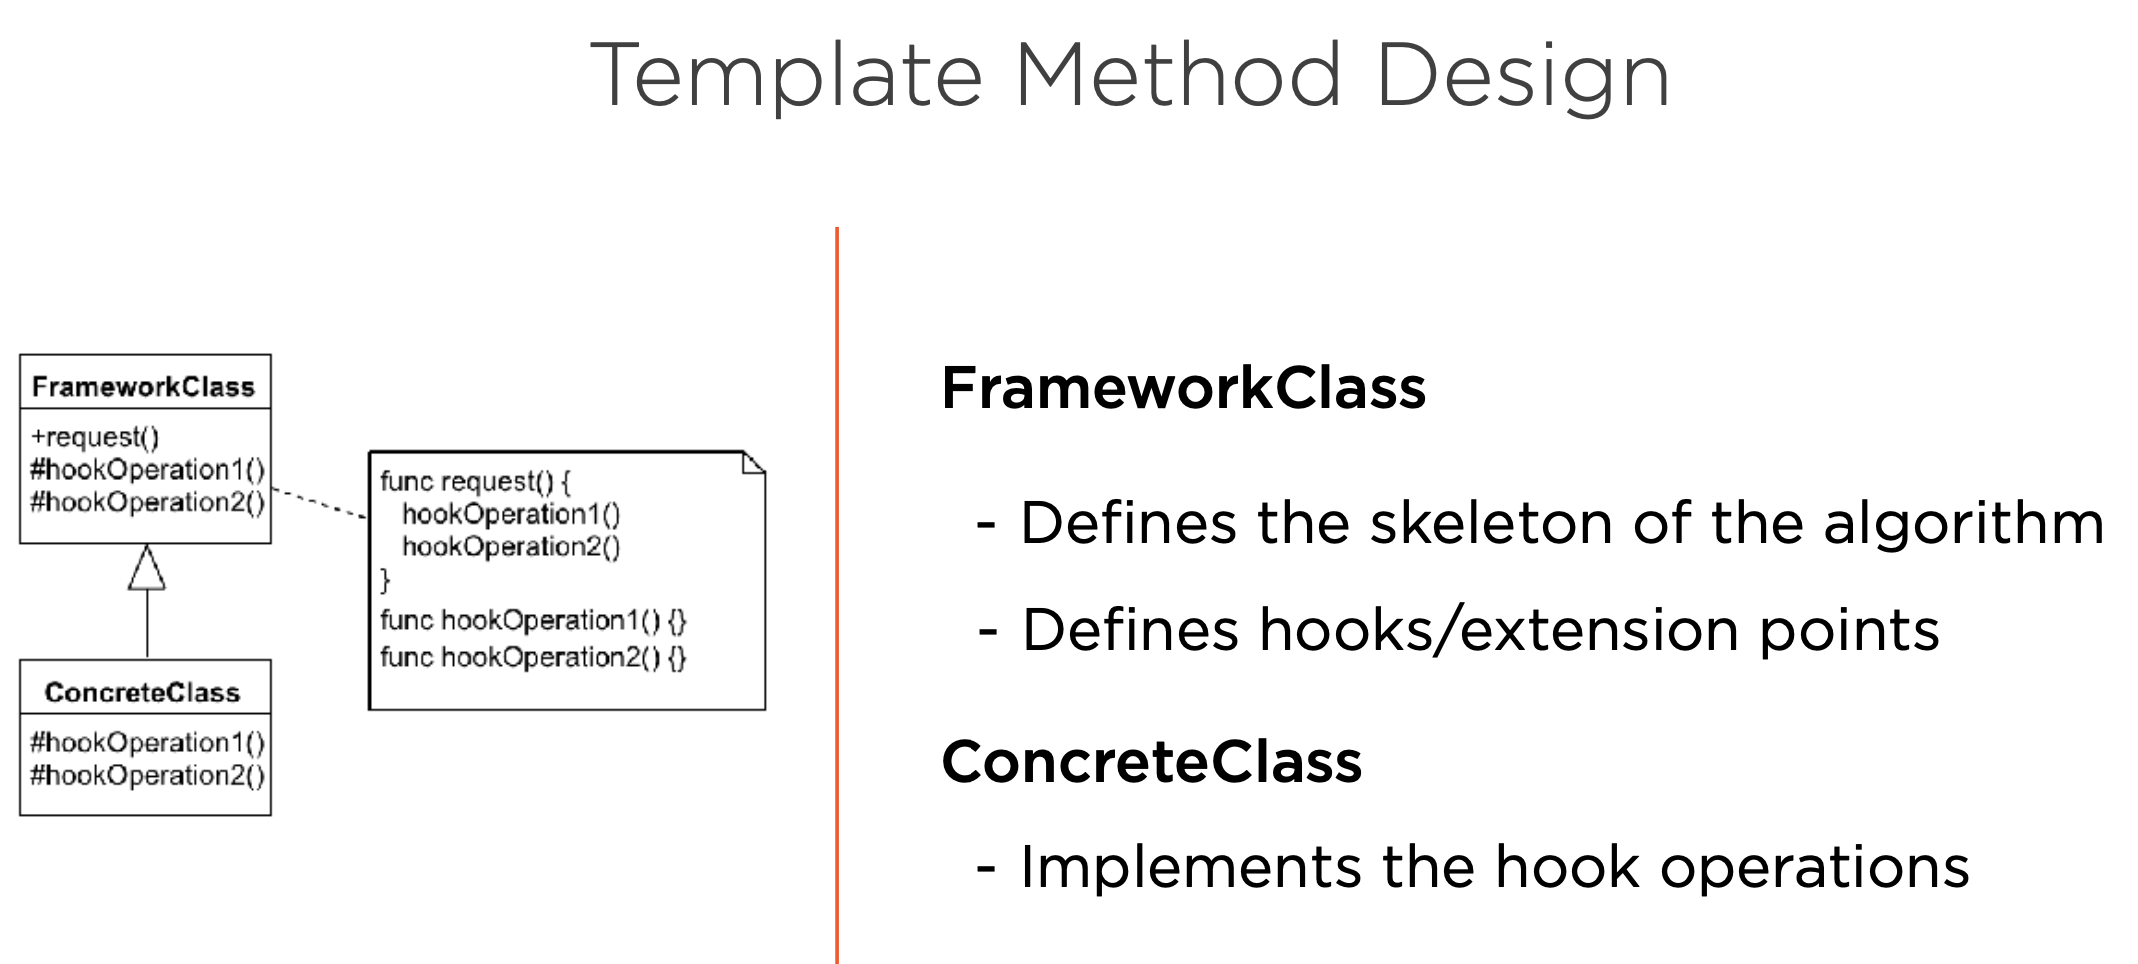 Template Method Design
FrameworkClass
+request()
#hookOperation1()
#hookOperation2()
func request() {
hookOperation1()
hookOperation2()
}
func hookOperation1() {}
func hookOperation2() {}
ConcreteClass
#hookOperation1()
#hookOperation2()
FrameworkClass
- Defines the skeleton of the algorithm
- Defines hooks/extension points
ConcreteClass
- Implements the hook operations